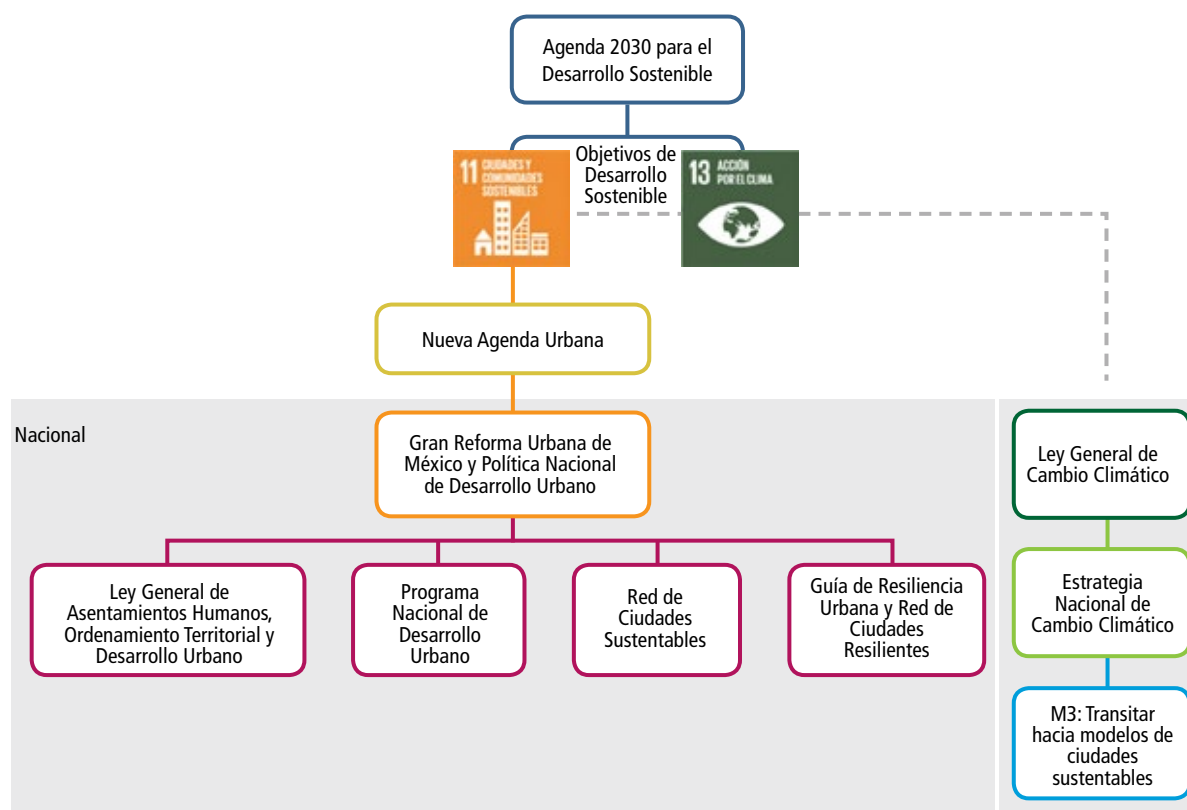 Agenda 2030 para el
Desarrollo Sostenible
11 CIUDADES Y
COMUNIDADES
SOSTENIBLES
Objetivos de
Desarrollo
Sostenible
13 ACCIÓN
POR EL CLIMA
Nueva Agenda Urbana
Nacional
Gran Reforma Urbana de
México y Política Nacional
de Desarrollo Urbano
Ley General de
Asentamientos Humanos,
Ordenamiento Territorial y
Desarrollo Urbano
Programa
Nacional de
Desarrollo
Urbano
Red de
Ciudades
Sustentables
Guía de Resiliencia
Urbana y Red de
Ciudades
Resilientes
Ley General de
Cambio Climático
Estrategia
Nacional de
Cambio Climático
M3: Transitar
hacia modelos de
ciudades
sustentables